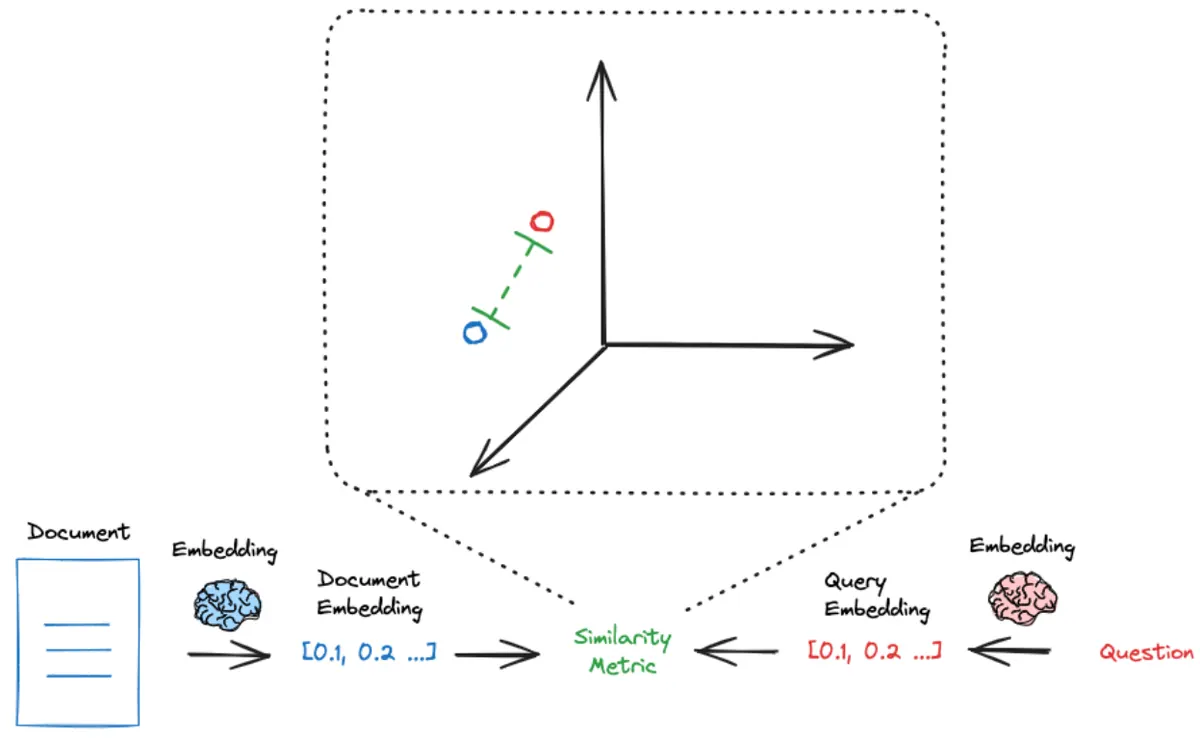 Document
Embedding
Document
Embedding
[0.1, 0.2 ...]
Similarity
Metric
Query
Embedding
[0.1, 0.2 ...]
Embedding
Question